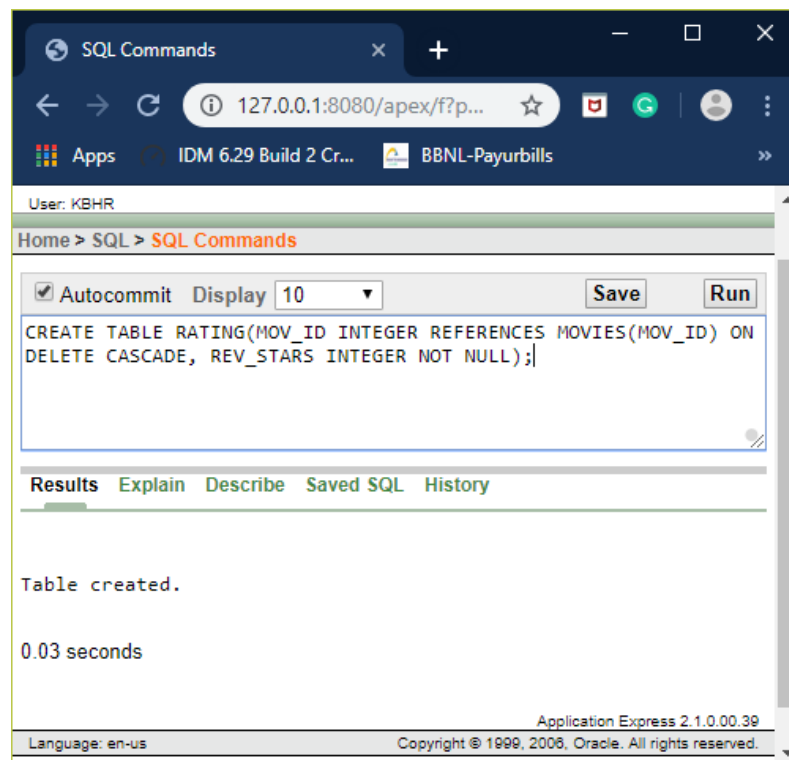 SQL Commands
127.0.0.1:8080/apex/f?p...
Apps IDM 6.29 Build 2 Cr... BBNL-Payurbills »
User: KBHR
Home > SQL > SQL Commands
Autocommit Display 10 Save Run
CREATE TABLE RATING(MOV_ID INTEGER REFERENCES MOVIES(MOV_ID) ON
DELETE CASCADE, REV_STARS INTEGER NOT NULL);
Results Explain Describe Saved SQL History
Table created.
0.03 seconds
Application Express 2.1.0.00.39
Language: en-us Copyright © 1999, 2006, Oracle. All rights reserved.